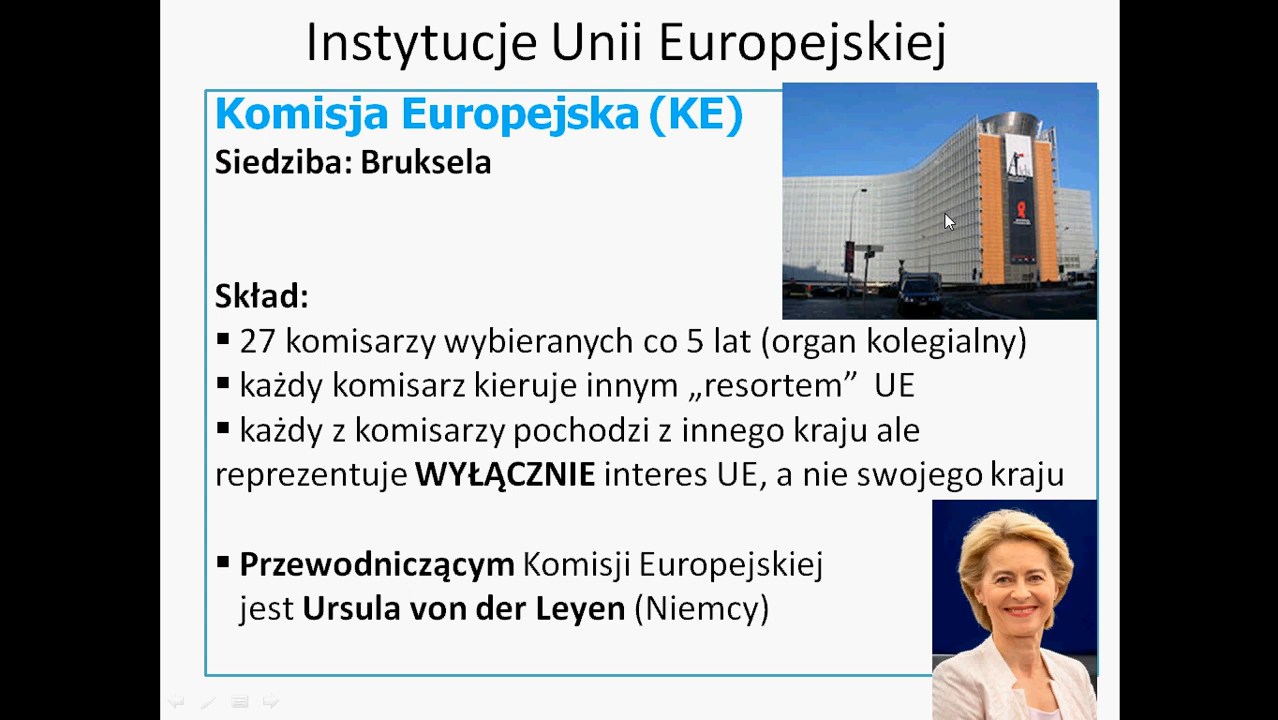 Instytucje Unii Europejskiej
Komisja Europejska (KE)
Siedziba: Bruksela
Skład:
▪ 27 komisarzy wybieranych co 5 lat (organ kolegialny)
▪ każdy komisarz kieruje innym „resortem” UE
▪ każdy z komisarzy pochodzi z innego kraju ale
reprezentuje WYŁĄCZNIE interes UE, a nie swojego kraju
▪ Przewodniczącym Komisji Europejskiej
jest Ursula von der Leyen (Niemcy)